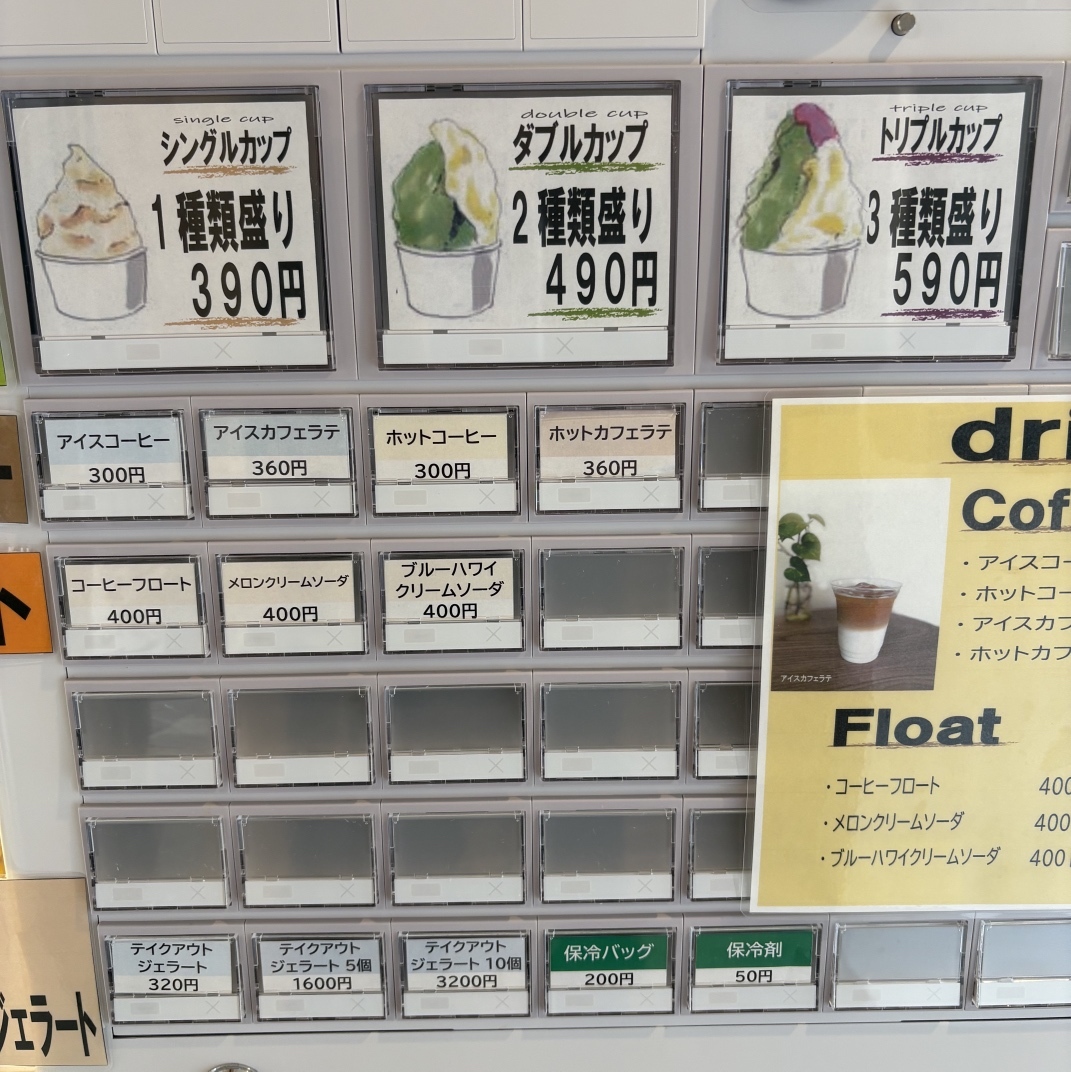 single cup
シングルカップ
1種類盛り
390円
double cup
ダブルカップ
2種類盛り
490円
triple cup
トリプルカップ
3種類盛り
590円
アイスコーヒー
300円
アイスカフェラテ
360円
ホットコーヒー
300円
ホットカフェラテ
360円
コーヒーフロート
400円
メロンクリームソーダ
400円
ブルーハワイ
クリームソーダ
400円
dri
Cof
・アイスコー
・ホットコー
・アイスカフ
・ホットカフ
アイスカフェラテ
Float
・コーヒーフロート 400
・メロンクリームソーダ 400
・ブルーハワイクリームソーダ 400
テイクアウト
ジェラート
320円
テイクアウト
ジェラート 5個
1600円
テイクアウト
ジェラート 10個
3200円
保冷バッグ
200円
保冷剤
50円
ジェラート